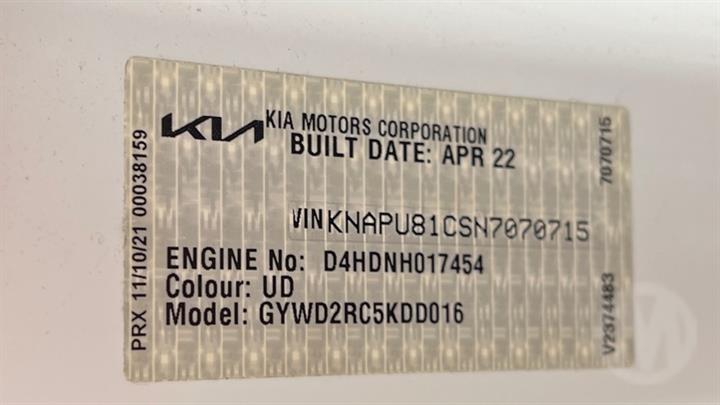 KIA
KIA MOTORS CORPORATION
BUILT DATE: APR 22
VIN KNAPU81CSN7070715
ENGINE No: D4HDNH017454
Colour: UD
Model: GYWD2RC5KDD016
PRX 11/10/21 00038159
7070715
V2374483
W